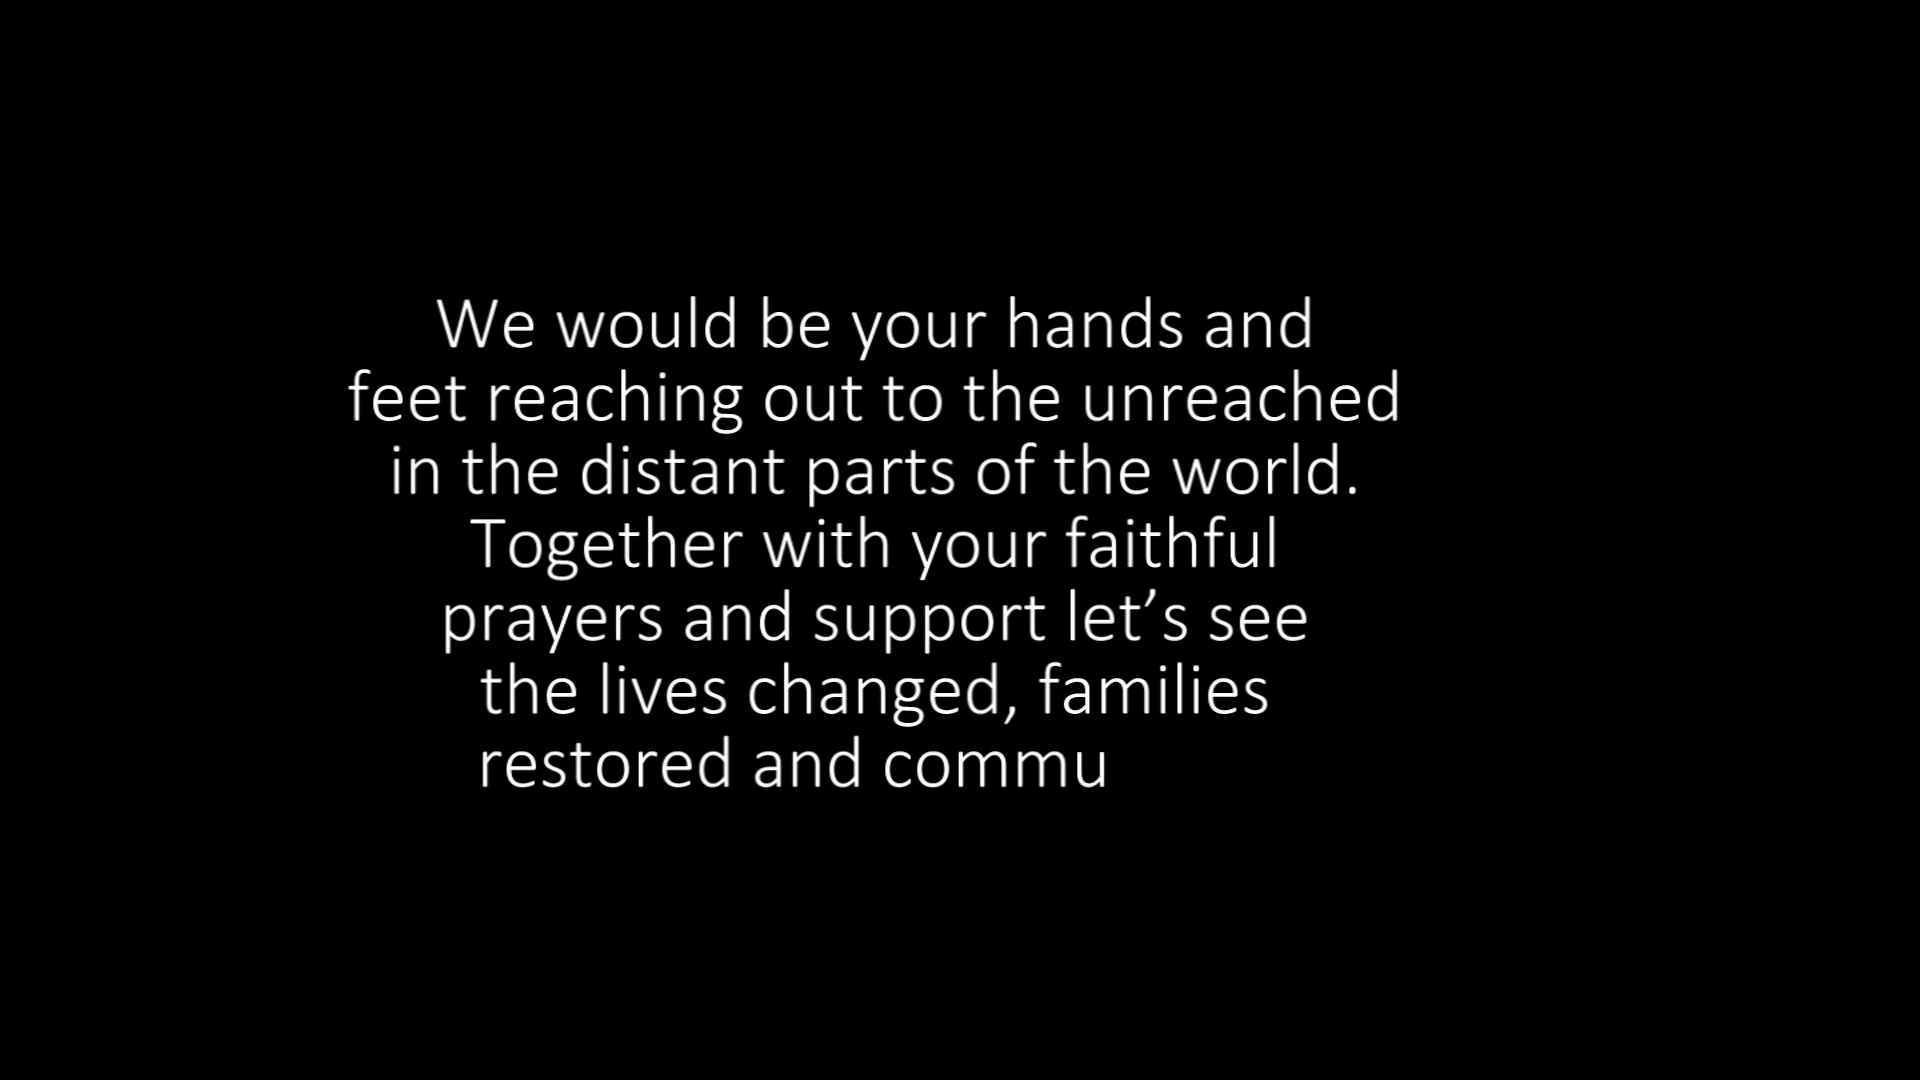 We would be your hands and
feet reaching out to the unreached
in the distant parts of the world.
Together with your faithful
prayers and support let’s see
the lives changed, families
restored and commu